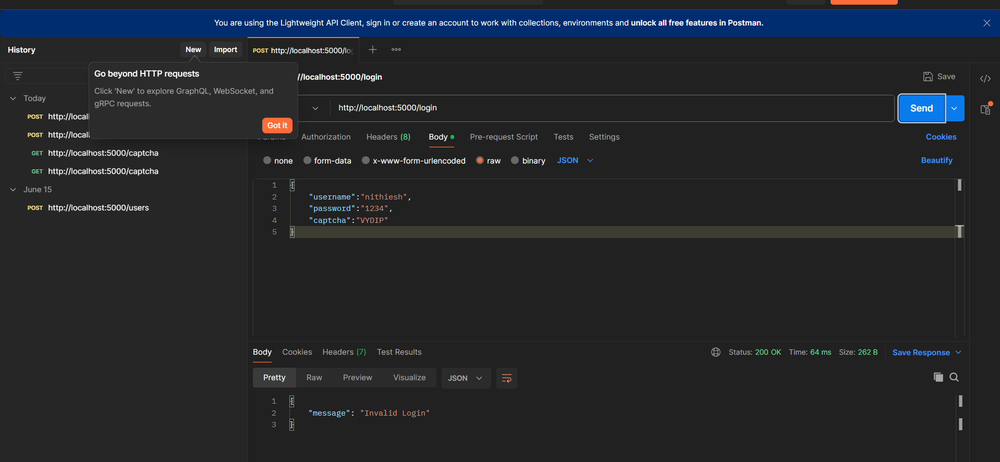 You are using the Lightweight API Client, sign in or create an account to work with collections, environments and unlock all free features in Postman.
History
New
Import
POST http://localhost:5000/log
Go beyond HTTP requests
Click 'New' to explore GraphQL, WebSocket, and
gRPC requests.
Got it
//localhost:5000/login
Save
Today
POST http://local
POST http://local
GET http://localhost:5000/captcha
GET http://localhost:5000/captcha
June 15
POST http://localhost:5000/users
http://localhost:5000/login
Send
Params
Authorization
Headers (8)
Body
Pre-request Script
Tests
Settings
Cookies
none
form-data
x-www-form-urlencoded
raw
binary
JSON
Beautify
1 {
2 "username":"nithiesh",
3 "password":"1234",
4 "captcha":"VYDIP"
5 }
Body
Cookies
Headers (7)
Test Results
Status: 200 OK
Time: 64 ms
Size: 262 B
Save Response
Pretty
Raw
Preview
Visualize
JSON
1 {
2 "message": "Invalid Login"
3 }